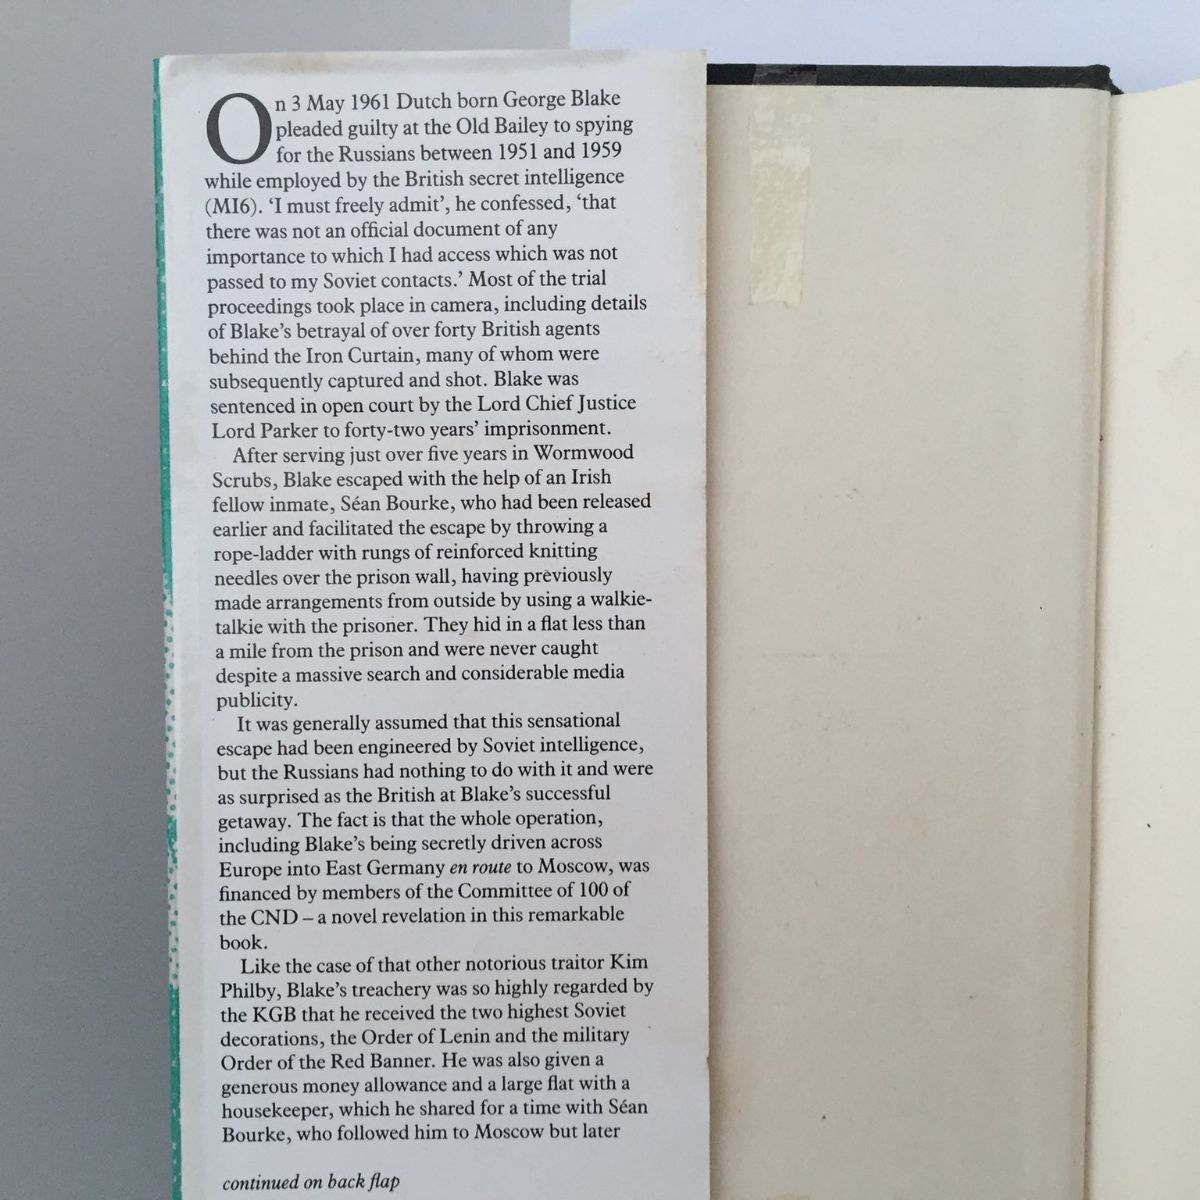 On 3 May 1961 Dutch born George Blake
pleaded guilty at the Old Bailey to spying
for the Russians between 1951 and 1959
while employed by the British secret intelligence
(MI6). ‘I must freely admit’, he confessed, ‘that
there was not an official document of any
importance to which I had access which was not
passed to my Soviet contacts.’ Most of the trial
proceedings took place in camera, including details
of Blake’s betrayal of over forty British agents
behind the Iron Curtain, many of whom were
subsequently captured and shot. Blake was
sentenced in open court by the Lord Chief Justice
Lord Parker to forty-two years’ imprisonment.
After serving just over five years in Wormwood
Scrubs, Blake escaped with the help of an Irish
fellow inmate, Séan Bourke, who had been released
earlier and facilitated the escape by throwing a
rope-ladder with rungs of reinforced knitting
needles over the prison wall, having previously
made arrangements from outside by using a walkie-
talkie with the prisoner. They hid in a flat less than
a mile from the prison and were never caught
despite a massive search and considerable media
publicity.
It was generally assumed that this sensational
escape had been engineered by Soviet intelligence,
but the Russians had nothing to do with it and were
as surprised as the British at Blake’s successful
getaway. The fact is that the whole operation,
including Blake’s being secretly driven across
Europe into East Germany en route to Moscow, was
financed by members of the Committee of 100 of
the CND – a novel revelation in this remarkable
book.
Like the case of that other notorious traitor Kim
Philby, Blake’s treachery was so highly regarded by
the KGB that he received the two highest Soviet
decorations, the Order of Lenin and the military
Order of the Red Banner. He was also given a
generous money allowance and a large flat with a
housekeeper, which he shared for a time with Séan
Bourke, who followed him to Moscow but later
continued on back flap